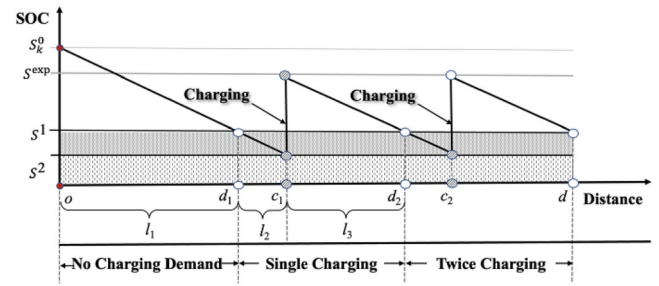 SOC
S_k^0
S^exp
Charging
Charging
S^1
S^2
o
d_1
c_1
d_2
c_2
d
Distance
l_1
l_2
l_3
No Charging Demand
Single Charging
Twice Charging